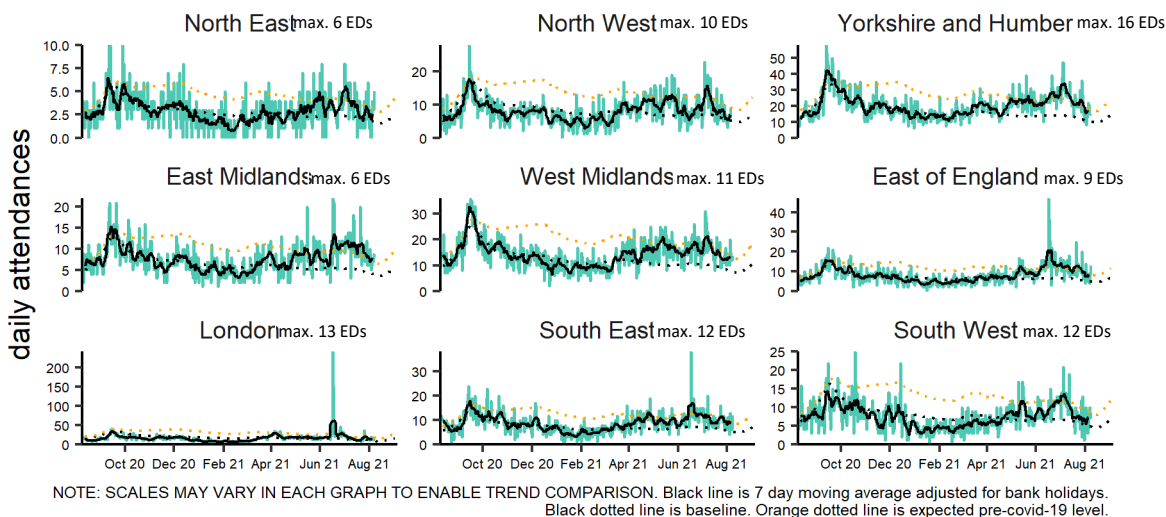 North East max. 6 EDs
North West max. 10 EDs
Yorkshire and Humber max. 16 EDs
10.0
7.5
5.0
2.5
0.0
20
10
0
50
40
30
20
10
0
daily attendances
East Midlands max. 6 EDs
West Midlands max. 11 EDs
East of England max. 9 EDs
20
15
10
5
0
30
20
10
0
40
30
20
10
0
London max. 13 EDs
South East max. 12 EDs
South West max. 12 EDs
200
150
100
50
0
30
20
10
0
25
20
15
10
5
0
Oct 20 Dec 20 Feb 21 Apr 21 Jun 21 Aug 21
Oct 20 Dec 20 Feb 21 Apr 21 Jun 21 Aug 21
Oct 20 Dec 20 Feb 21 Apr 21 Jun 21 Aug 21
NOTE: SCALES MAY VARY IN EACH GRAPH TO ENABLE TREND COMPARISON. Black line is 7 day moving average adjusted for bank holidays.
Black dotted line is baseline. Orange dotted line is expected pre-covid-19 level.